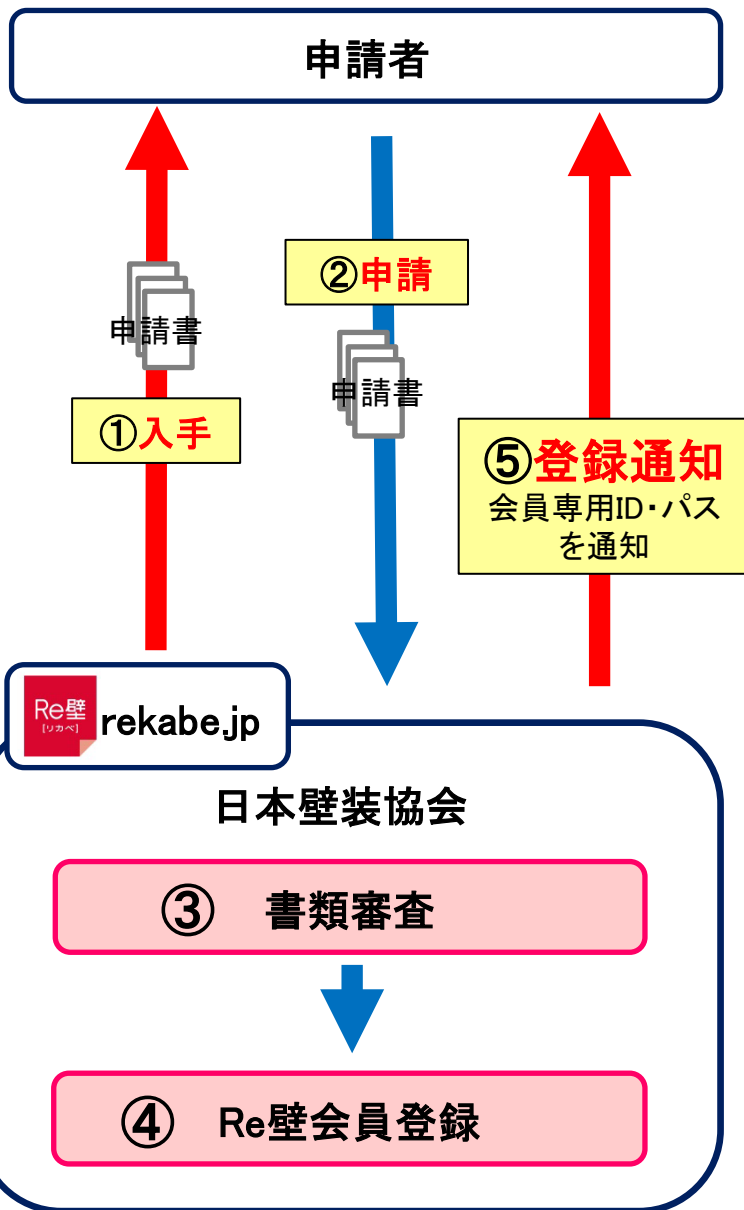 申請者
申請書
①入手
②申請
申請書
⑤登録通知
会員専用ID・パス
を通知
Re壁
[リカベ]
rekabe.jp
日本壁装協会
③ 書類審査
④ Re壁会員登録